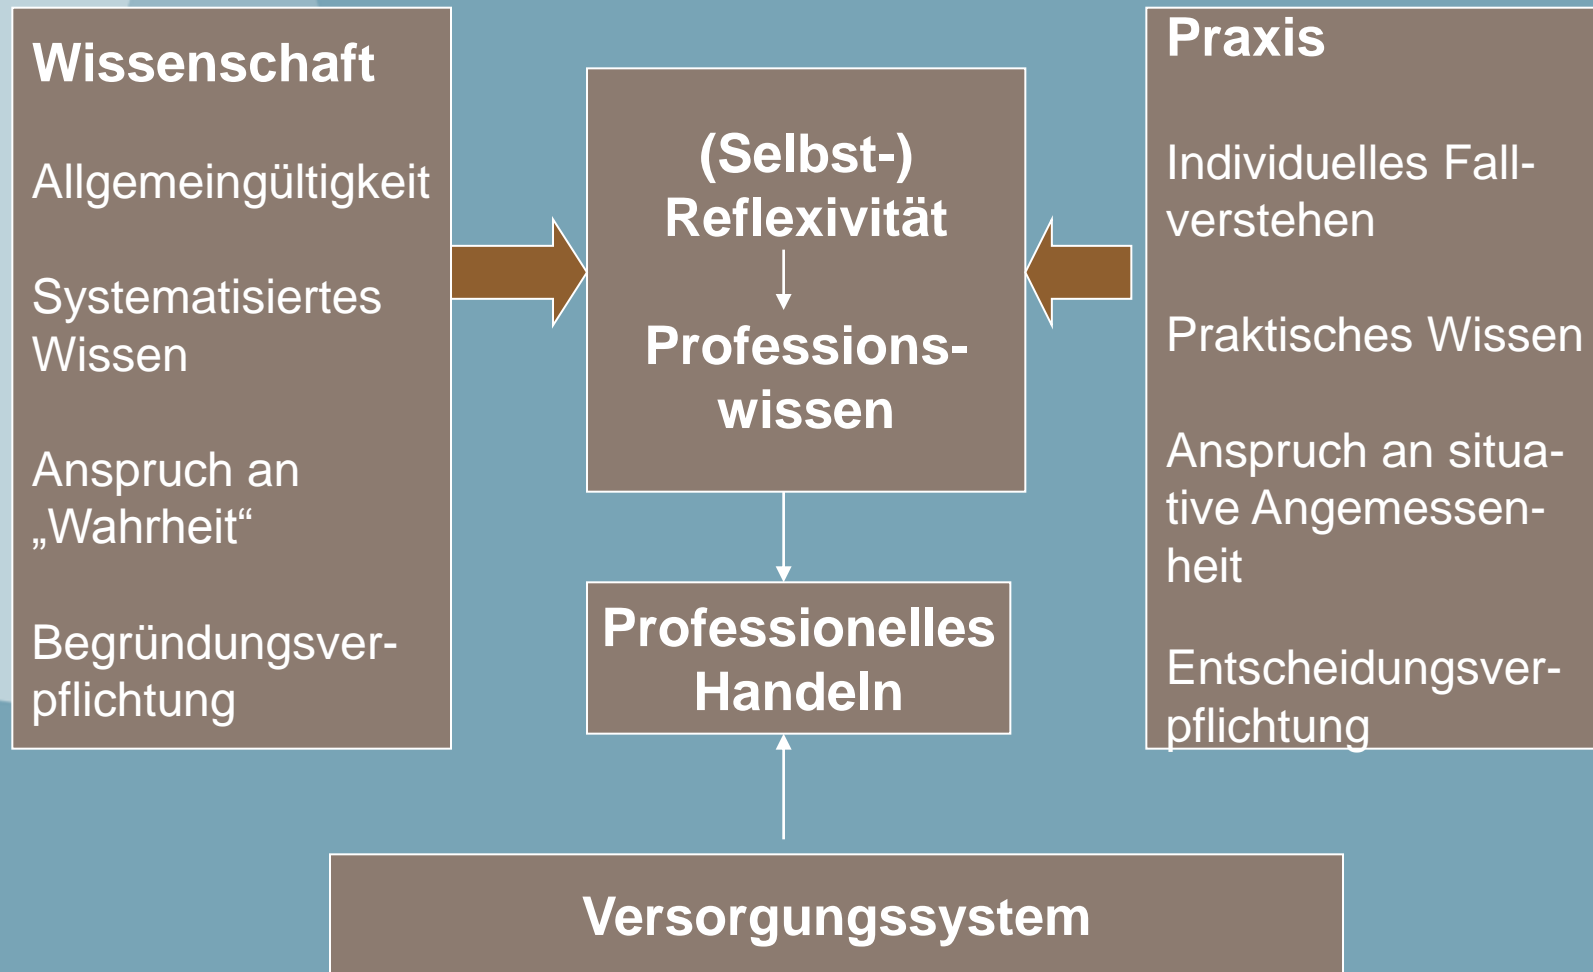 Wissenschaft
Allgemeingültigkeit
Systematisiertes
Wissen
Anspruch an
„Wahrheit“
Begründungsver-
pflichtung
(Selbst-)
Reflexivität
Professions-
wissen
Professionelles
Handeln
Praxis
Individuelles Fall-
verstehen
Praktisches Wissen
Anspruch an situa-
tive Angemessen-
heit
Entscheidungsver-
pflichtung
Versorgungssystem